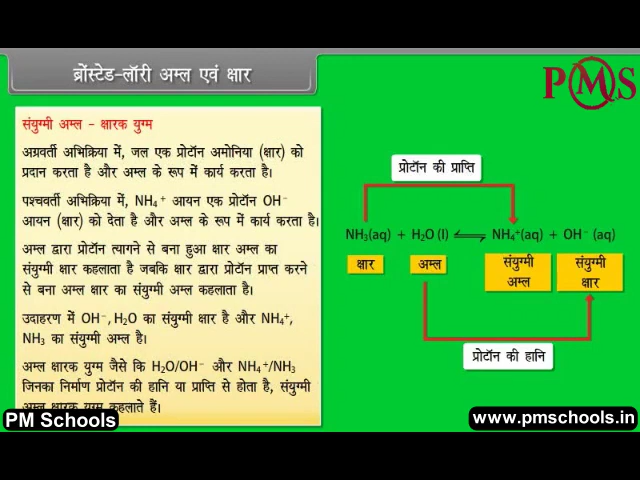 ब्रोंस्टेड-लॉरी अम्ल एवं क्षार
PMS
संयुग्मी अम्ल – क्षारक युग्म
अग्रवर्ती अभिक्रिया में, जल एक प्रोटॉन अमोनिया (क्षार) को
प्रदान करता है और अम्ल के रूप में कार्य करता है।
पश्चवर्ती अभिक्रिया में, NH₄⁺ आयन एक प्रोटॉन OH⁻
आयन (क्षार) को देता है और अम्ल के रूप में कार्य करता है।
अम्ल द्वारा प्रोटॉन त्यागने से बना हुआ क्षार अम्ल का
संयुग्मी क्षार कहलाता है जबकि क्षार द्वारा प्रोटॉन प्राप्त करने
से बना अम्ल क्षार का संयुग्मी अम्ल कहलाता है।
उदाहरण में OH⁻, H₂O का संयुग्मी क्षार है और NH₄⁺,
NH₃ का संयुग्मी अम्ल है।
अम्ल क्षारक युग्म जैसे कि H₂O/OH⁻ और NH₄⁺/NH₃
जिनका निर्माण प्रोटॉन की हानि या प्राप्ति से होता है, संयुग्मी
अम्ल क्षारक युग्म कहलाते हैं।
प्रोटॉन की प्राप्ति
NH₃(aq) + H₂O (l) ⇌ NH₄⁺(aq) + OH⁻ (aq)
क्षार अम्ल संयुग्मी संयुग्मी
अम्ल क्षार
प्रोटॉन की हानि
PM Schools
www.pmschools.in